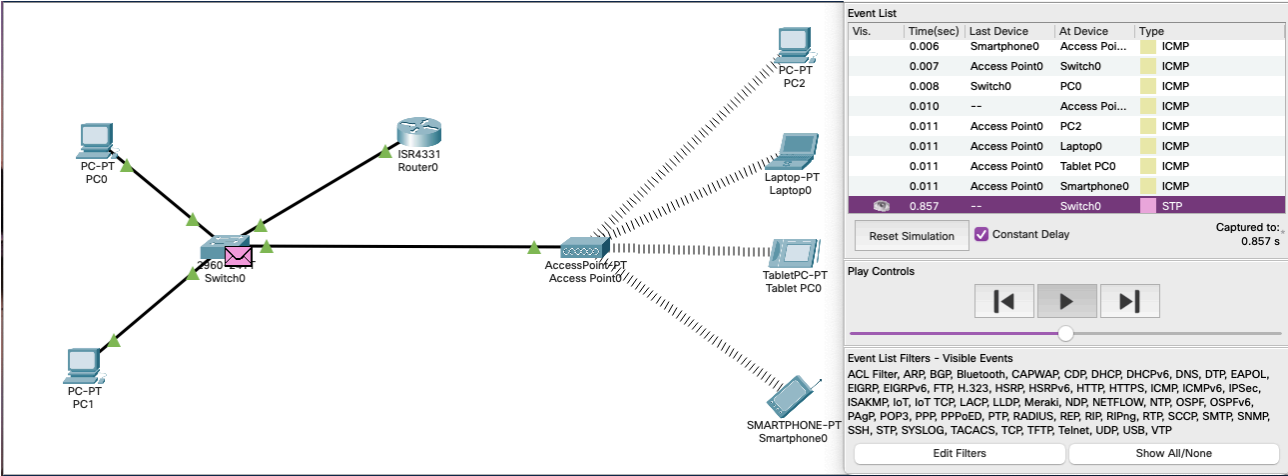 PC-PT
PC2
ISR4331
Router0
PC-PT
PC0
Laptop-PT
Laptop0
Switch0
AccessPoint-PT
Access Point0
TabletPC-PT
Tablet PC0
PC-PT
PC1
SMARTPHONE-PT
Smartphone0
Event List
Vis. Time(sec) Last Device At Device Type
0.006 Smartphone0 Access Poi... ICMP
0.007 Access Point0 Switch0 ICMP
0.008 Switch0 PC0 ICMP
0.010 -- Access Poi... ICMP
0.011 Access Point0 PC2 ICMP
0.011 Access Point0 Laptop0 ICMP
0.011 Access Point0 Tablet PC0 ICMP
0.011 Access Point0 Smartphone0 ICMP
0.857 -- Switch0 STP
Reset Simulation Constant Delay Captured to:
0.857 s
Play Controls
Event List Filters - Visible Events
ACL Filter, ARP, BGP, Bluetooth, CAPWAP, CDP, DHCP, DHCPv6, DNS, DTP, EAPOL,
EIGRP, EIGRPv6, FTP, H.323, HSRP, HSRPv6, HTTP, HTTPS, ICMP, ICMPv6, IPSec,
ISAKMP, IoT, IoT TCP, LACP, LLDP, Meraki, NDP, NETFLOW, NTP, OSPF, OSPFv6,
PAgP, POP3, PPP, PPPoED, PTP, RADIUS, REP, RIP, RIPng, RTP, SCCP, SMTP, SNMP,
SSH, STP, SYSLOG, TACACS, TCP, TFTP, Telnet, UDP, USB, VTP
Edit Filters Show All/None